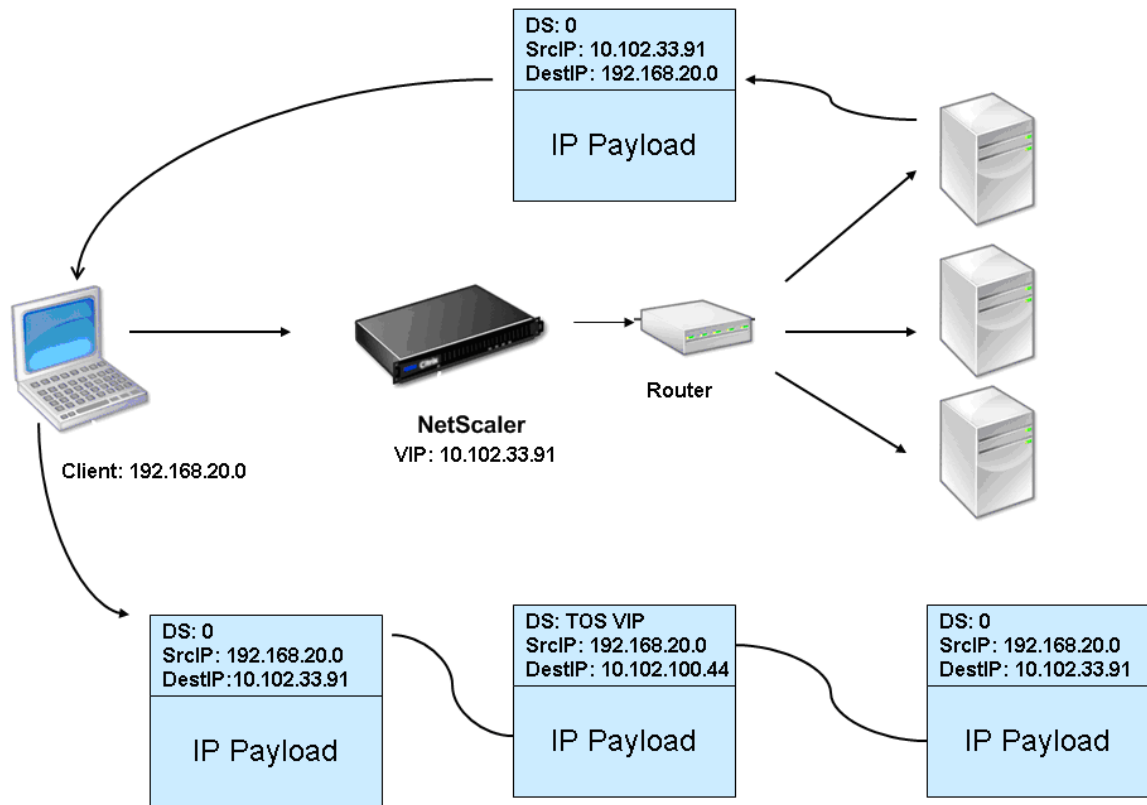 DS: 0
SrcIP: 10.102.33.91
DestIP: 192.168.20.0
IP Payload
Router
NetScaler
VIP: 10.102.33.91
Client: 192.168.20.0
DS: 0
SrcIP: 192.168.20.0
DestIP:10.102.33.91
IP Payload
DS: TOS VIP
SrcIP: 192.168.20.0
DestIP: 10.102.100.44
IP Payload
DS: 0
SrcIP: 192.168.20.0
DestIP: 10.102.33.91
IP Payload